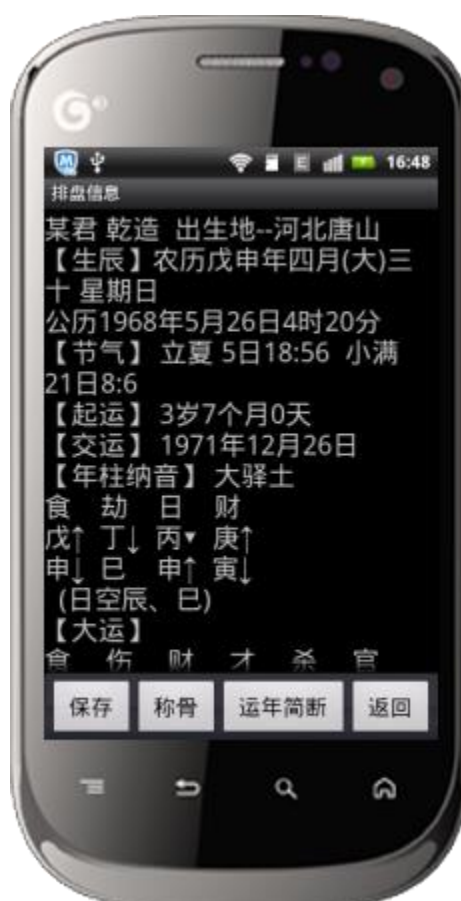 G
M E 16:48
排盘信息
某君 乾造 出生地--河北唐山
【生辰】农历戊申年四月(大)三
十 星期日
公历1968年5月26日4时20分
【节气】 立夏 5日18:56 小满
21日8:6
【起运】 3岁7个月0天
【交运】 1971年12月26日
【年柱纳音】 大驿土
食 劫 日 财
戊↑ 丁↓ 丙▾ 庚↑
申↓ 巳 申↑ 寅↓
(日空辰、巳)
【大运】
食 伤 财 才 杀 官
保存 称骨 运年简断 返回